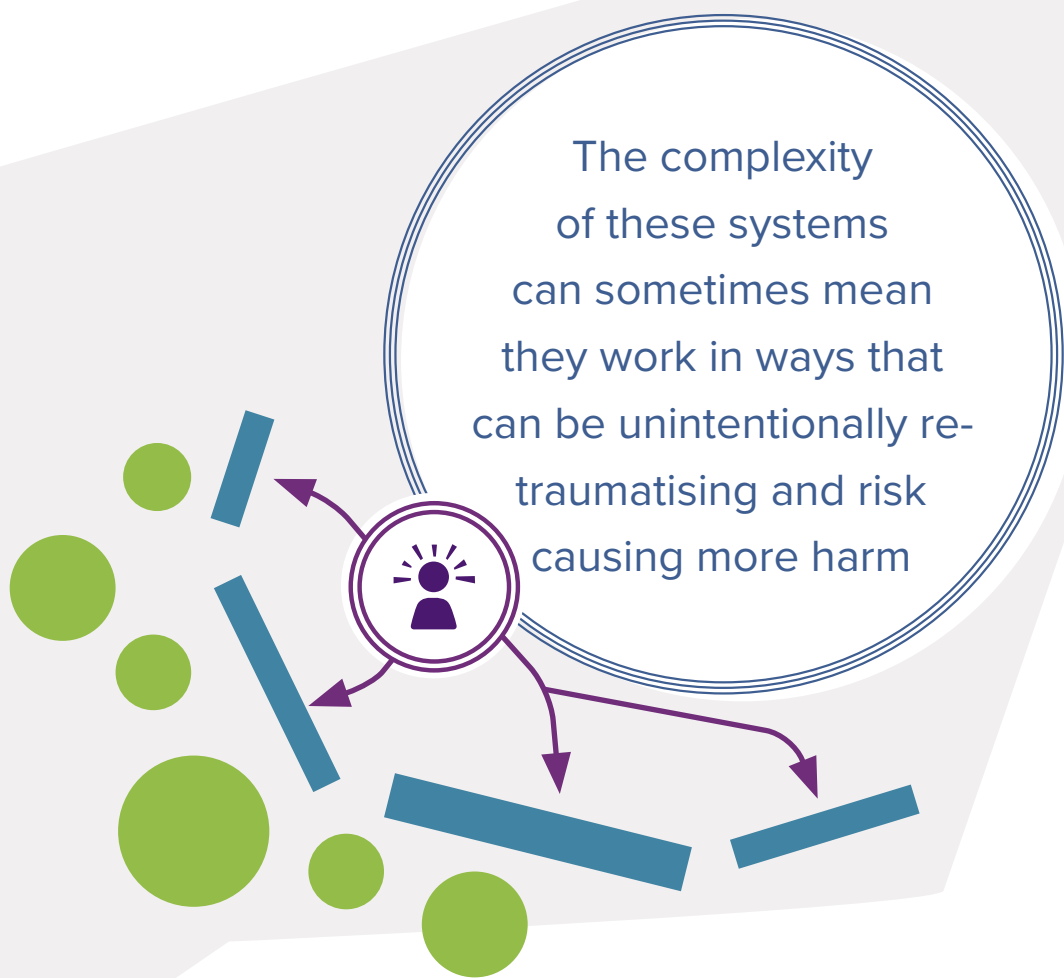 The complexity
of these systems
can sometimes mean
they work in ways that
can be unintentionally re-
traumatising and risk
causing more harm